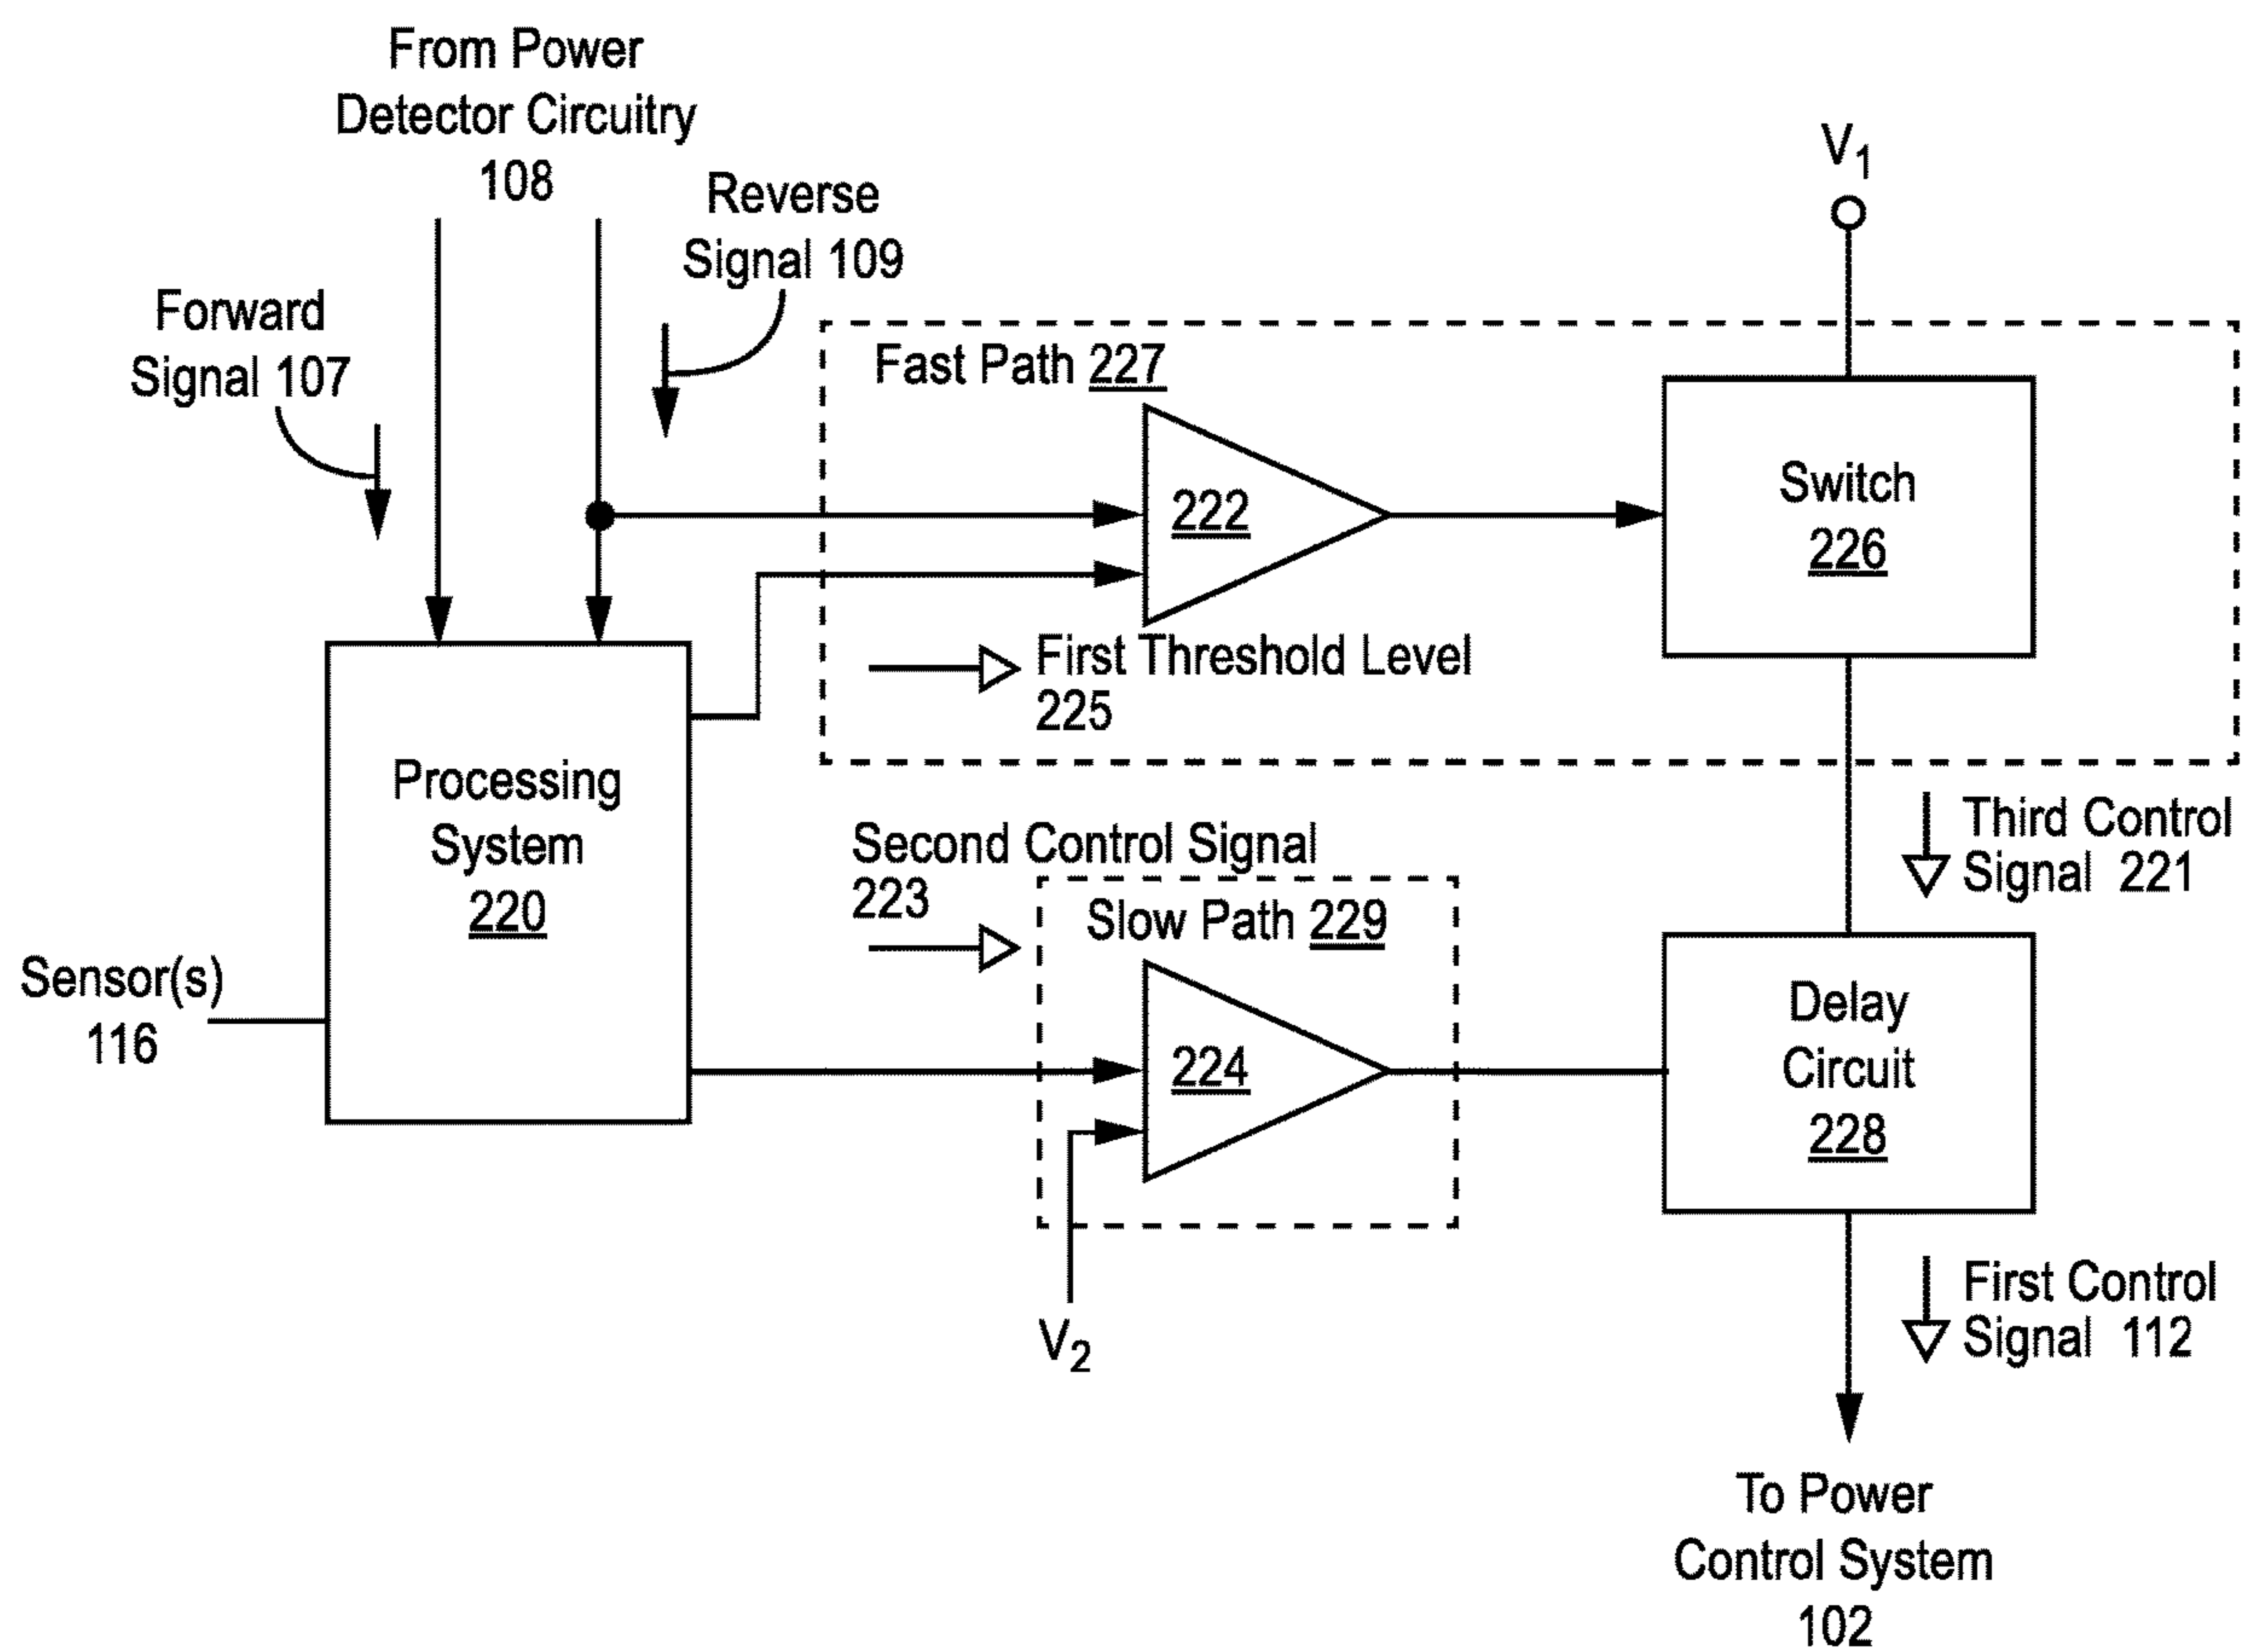 From Power
Detector Circuitry
108
Reverse
Signal 109
Forward
Signal 107
V1
Fast Path 227
222
Switch
226
First Threshold Level
225
Processing
System
220
Third Control
Signal 221
Second Control Signal
223
Slow Path 229
224
Sensor(s)
116
Delay
Circuit
228
V2
First Control
Signal 112
To Power
Control System
102